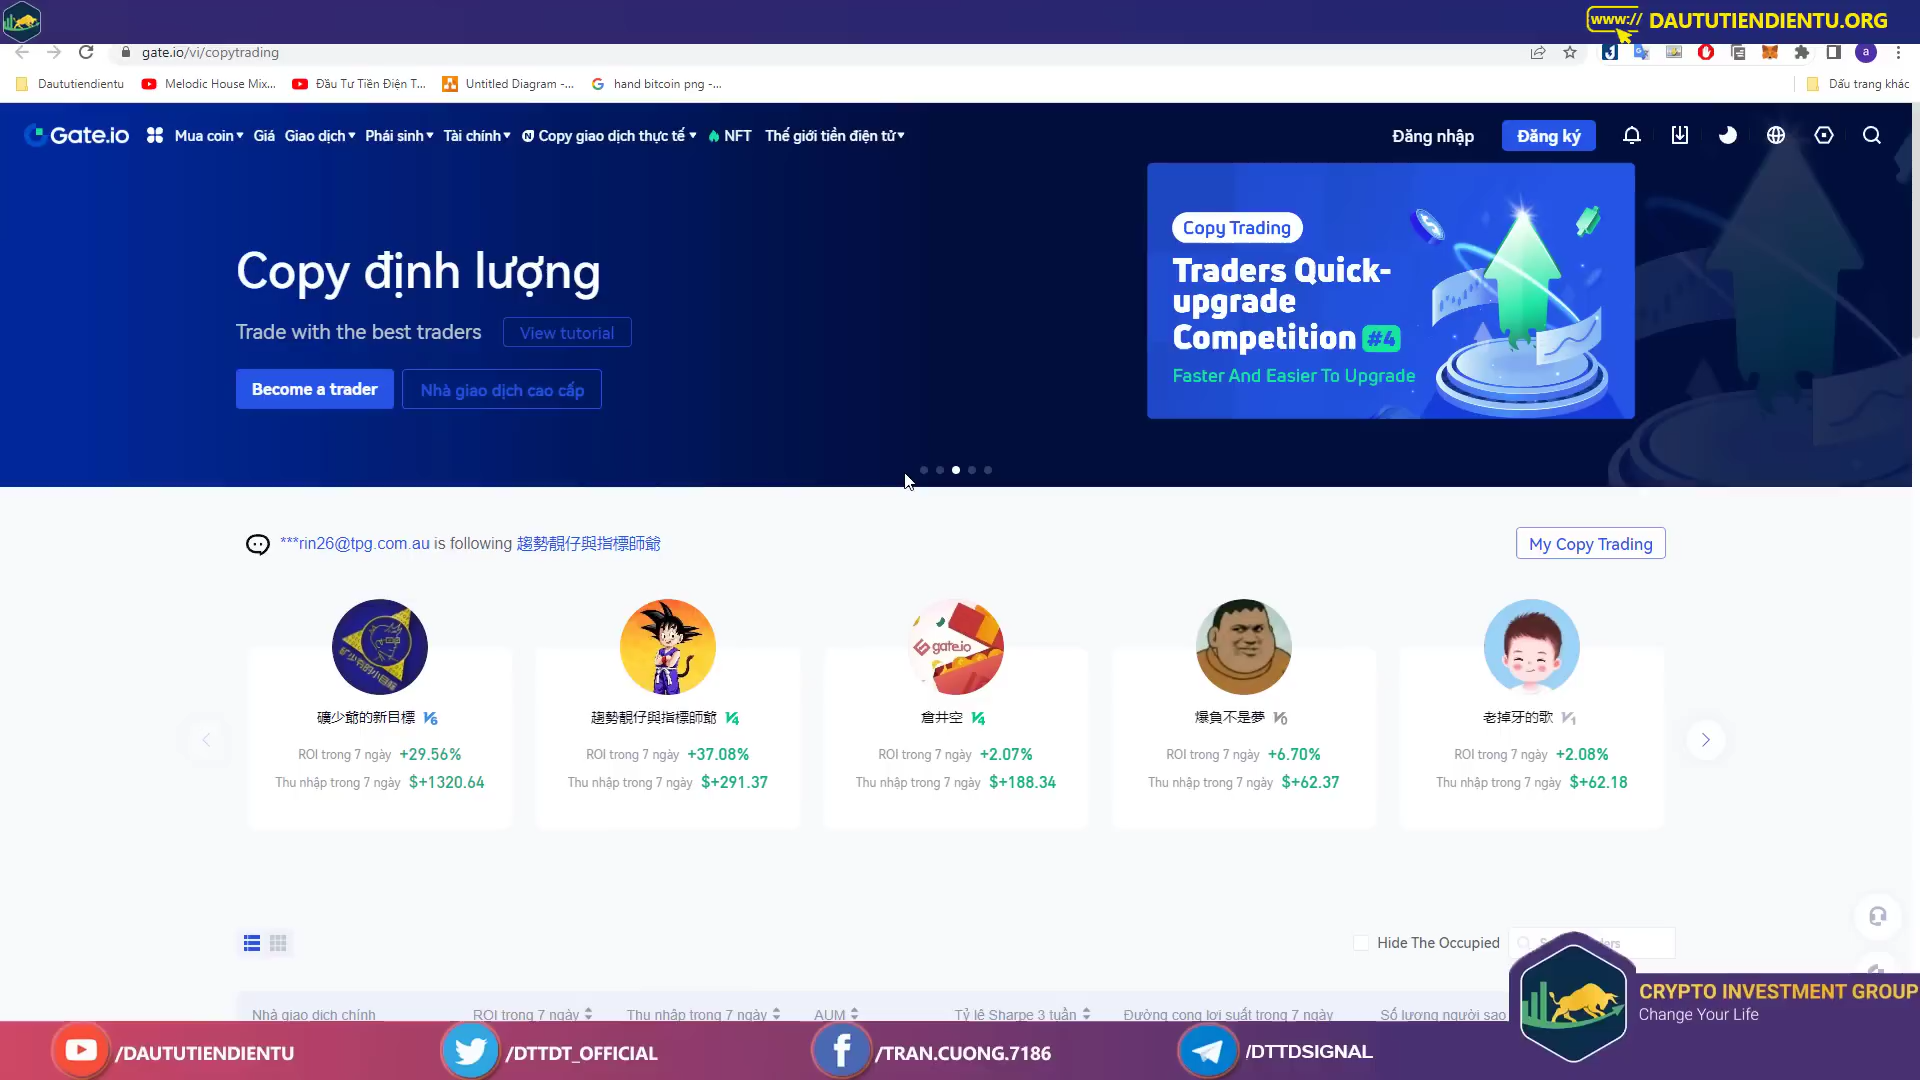 www.// DAUTUTIENDIENTU.ORG
gate.io/vi/copytrading
a
Dautututiendientu
Melodic House Mix...
Đầu Tư Tiền Điện T...
Untitled Diagram -...
hand bitcoin png -...
Dấu trang khác
Gate.io
Mua coin
Giá
Giao dịch
Phái sinh
Tài chính
Copy giao dịch thực tế
NFT
Thế giới tiền điện tử
Đăng nhập
Đăng ký
Copy định lượng
Trade with the best traders
View tutorial
Become a trader
Nhà giao dịch cao cấp
Copy Trading
Traders Quick-
upgrade
Competition #4
Faster And Easier To Upgrade
***rin26@tpg.com.au is following 趨勢靚仔與指標師爺
My Copy Trading
gate.io
礦少爺的新目標 V6
趨勢靚仔與指標師爺 V4
倉井空 V4
爆負不是夢 V0
老掉牙的歌 V1
ROI trong 7 ngày +29.56%
ROI trong 7 ngày +37.08%
ROI trong 7 ngày +2.07%
ROI trong 7 ngày +6.70%
ROI trong 7 ngày +2.08%
Thu nhập trong 7 ngày $+1320.64
Thu nhập trong 7 ngày $+291.37
Thu nhập trong 7 ngày $+188.34
Thu nhập trong 7 ngày $+62.37
Thu nhập trong 7 ngày $+62.18
Hide The Occupied
Nhà giao dịch chính
ROI trong 7 ngày
Thu nhập trong 7 ngày
AUM
Tỷ lệ Sharpe 3 tuần
Đường cong lợi suất trong 7 ngày
Số lượng người sao
CRYPTO INVESTMENT GROUP
Change Your Life
/DAUTUTIENDIENTU
/DTTDT_OFFICIAL
/TRAN.CUONG.7186
/DTTDSIGNAL